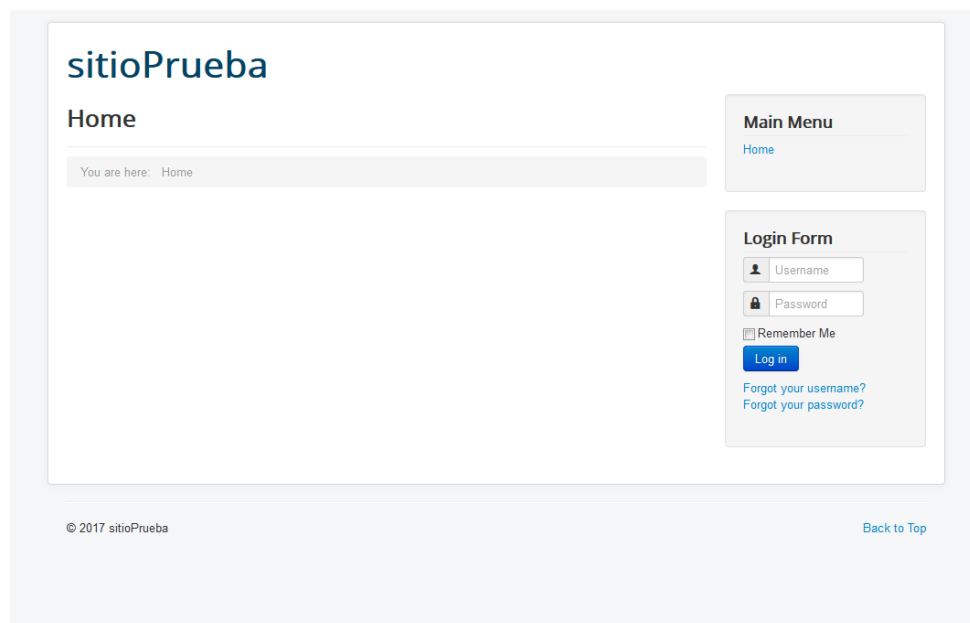 sitioPrueba
Home
You are here: Home
Main Menu
Home
Login Form
Username
Password
Remember Me
Log in
Forgot your username?
Forgot your password?
© 2017 sitioPrueba
Back to Top